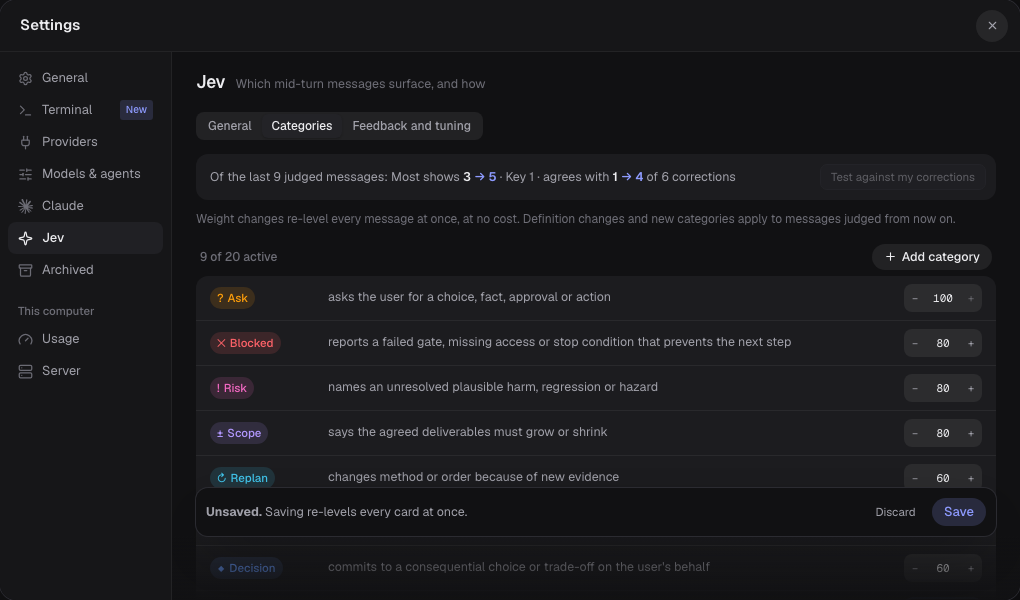 Settings
General
Terminal New
Providers
Models & agents
Claude
Jev
Archived
This computer
Usage
Server
Jev Which mid-turn messages surface, and how
General Categories Feedback and tuning
Of the last 9 judged messages: Most shows 3 → 5 · Key 1 · agrees with 1 → 4 of 6 corrections Test against my corrections
Weight changes re-level every message at once, at no cost. Definition changes and new categories apply to messages judged from now on.
9 of 20 active + Add category
? Ask asks the user for a choice, fact, approval or action − 100 +
Blocked reports a failed gate, missing access or stop condition that prevents the next step − 80 +
! Risk names an unresolved plausible harm, regression or hazard − 80 +
± Scope says the agreed deliverables must grow or shrink − 80 +
Replan changes method or order because of new evidence − 60 +
Unsaved. Saving re-levels every card at once. Discard Save
Decision commits to a consequential choice or trade-off on the user's behalf − 60 +